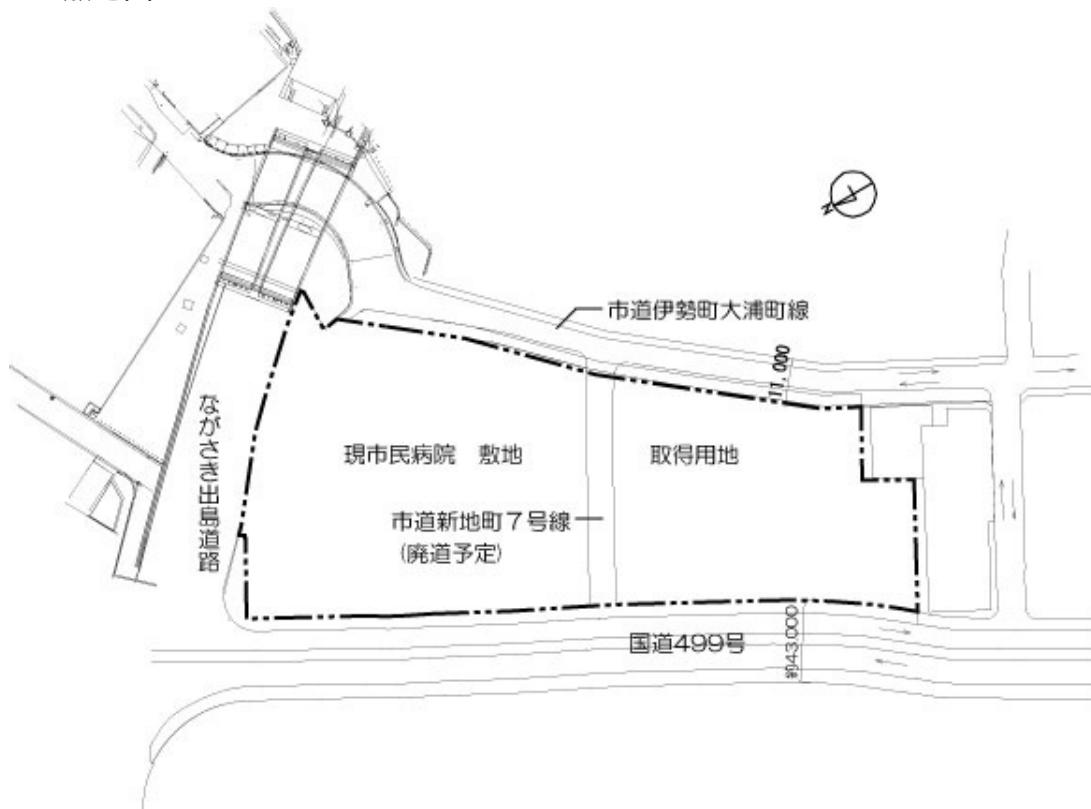 市道伊勢町大浦町線
11.000
ながさき出島道路
現市民病院 敷地
取得用地
市道新地町7号線
(廃道予定)
国道499号
約43.000